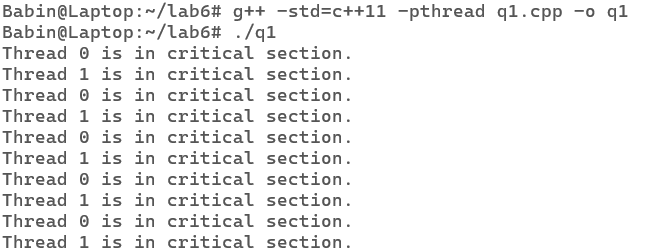 Babin@Laptop:~/lab6# g++ -std=c++11 -pthread q1.cpp -o q1
Babin@Laptop:~/lab6# ./q1
Thread 0 is in critical section.
Thread 1 is in critical section.
Thread 0 is in critical section.
Thread 1 is in critical section.
Thread 0 is in critical section.
Thread 1 is in critical section.
Thread 0 is in critical section.
Thread 1 is in critical section.
Thread 0 is in critical section.
Thread 1 is in critical section.